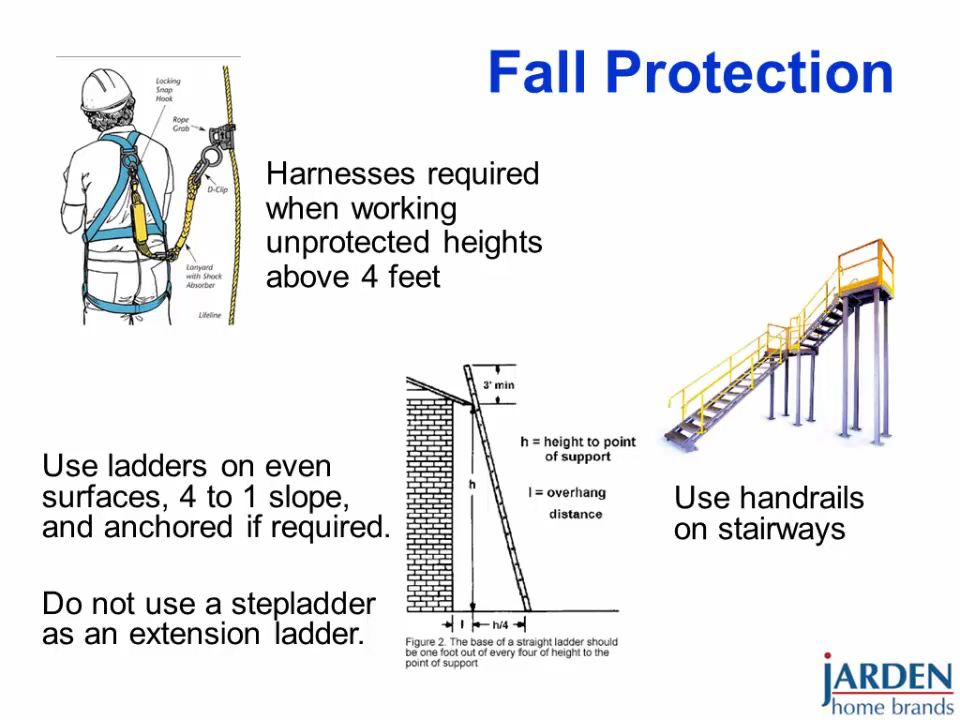 Fall Protection
Locking
Snap
Hook
Rope
Grab
D-Clip
Lanyard
with Shock
Absorber
Lifeline
Harnesses required
when working
unprotected heights
above 4 feet
Use ladders on even
surfaces, 4 to 1 slope,
and anchored if required.
Do not use a stepladder
as an extension ladder.
3' min
h = height to point
of support
h
l = overhang
distance
l
h/4
Figure 2. The base of a straight ladder should
be one foot out of every four of height to the
point of support
Use handrails
on stairways
jARDEN
home brands